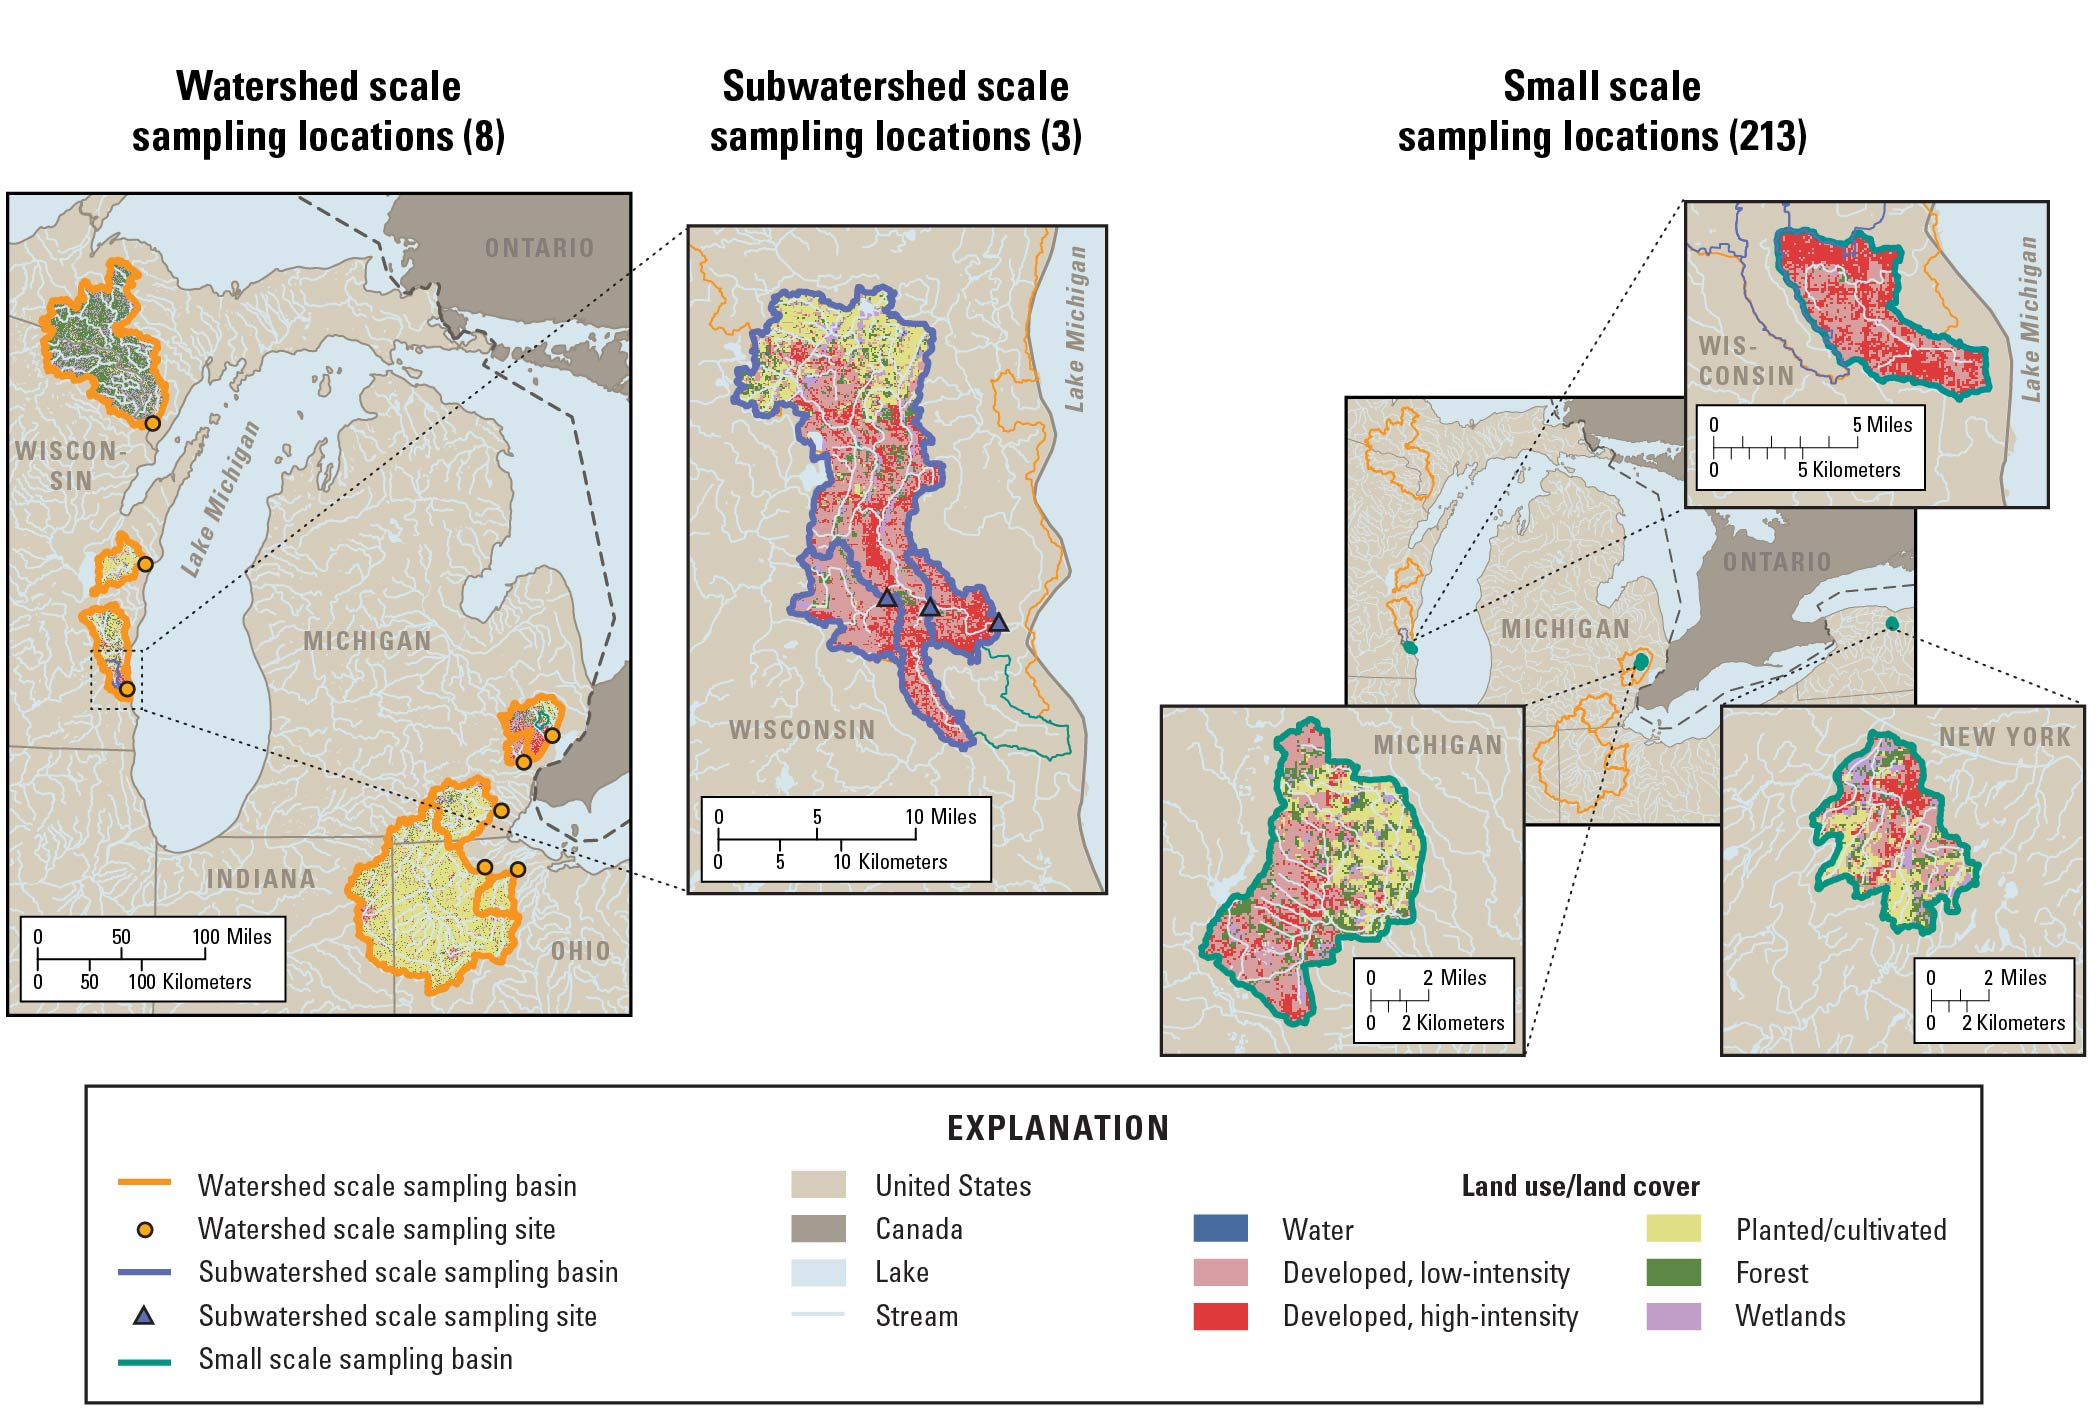 Watershed scale
sampling locations (8)
Subwatershed scale
sampling locations (3)
Small scale
sampling locations (213)
ONTARIO
WISCON-
SIN
Lake Michigan
MICHIGAN
INDIANA
OHIO
0 50 100 Miles
0 50 100 Kilometers
Lake Michigan
WISCONSIN
0 5 10 Miles
0 5 10 Kilometers
WIS-
CONSIN
Lake Michigan
0 5 Miles
0 5 Kilometers
ONTARIO
MICHIGAN
MICHIGAN
0 2 Miles
0 2 Kilometers
NEW YORK
0 2 Miles
0 2 Kilometers
EXPLANATION
Watershed scale sampling basin
Watershed scale sampling site
Subwatershed scale sampling basin
Subwatershed scale sampling site
Small scale sampling basin
United States
Canada
Lake
Stream
Land use/land cover
Water
Developed, low-intensity
Developed, high-intensity
Planted/cultivated
Forest
Wetlands